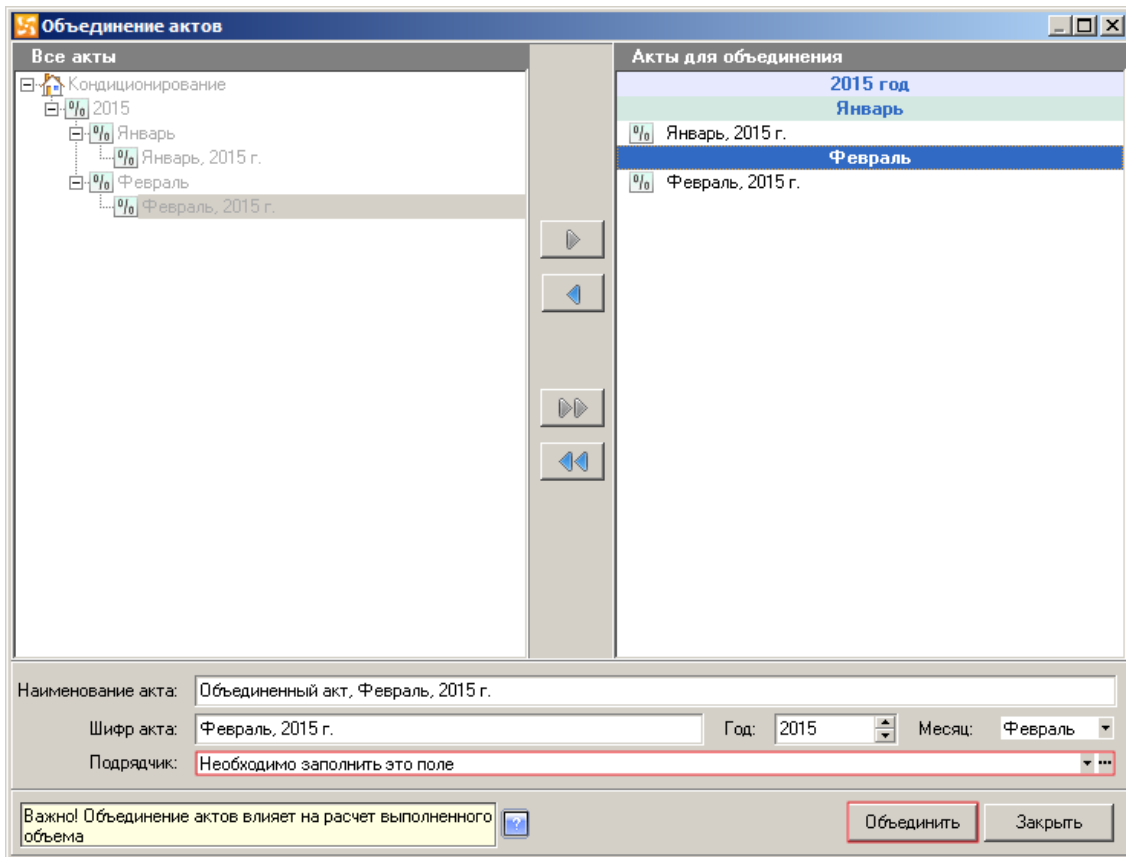 Объединение актов
Все акты
Кондиционирование
2015
Январь
Январь, 2015 г.
Февраль
Февраль, 2015 г.
Акты для объединения
2015 год
Январь
Январь, 2015 г.
Февраль
Февраль, 2015 г.
Наименование акта: Объединенный акт, Февраль, 2015 г.
Шифр акта: Февраль, 2015 г. Год: 2015 Месяц: Февраль
Подрядчик: Необходимо заполнить это поле
Важно! Объединение актов влияет на расчет выполненного
объема
Объединить Закрыть